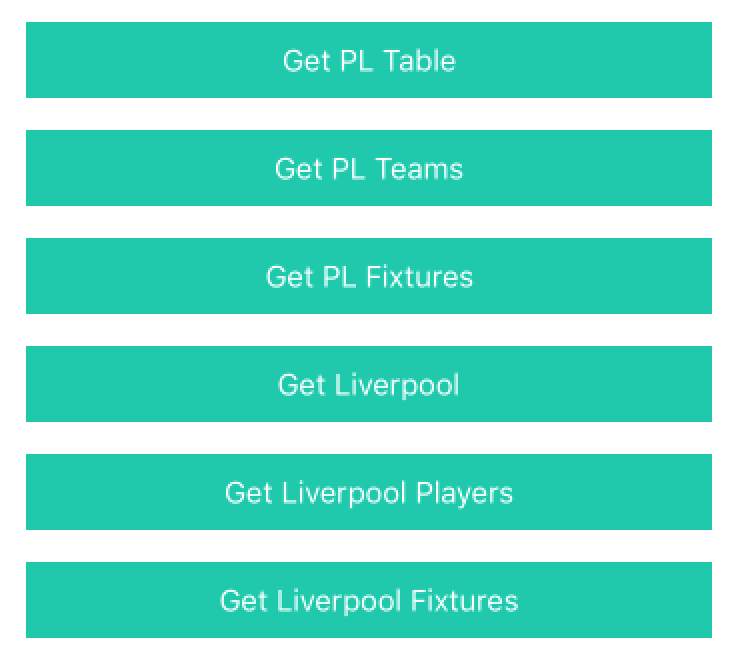 Get PL Table
Get PL Teams
Get PL Fixtures
Get Liverpool
Get Liverpool Players
Get Liverpool Fixtures